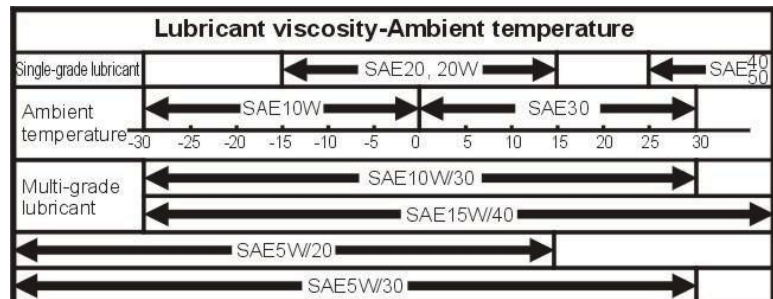 Lubricant viscosity-Ambient temperature
Single-grade lubricant
SAE20, 20W
SAE 40 50
Ambient temperature
SAE10W
SAE30
-30 -25 -20 -15 -10 -5 0 5 10 15 20 25 30
Multi-grade lubricant
SAE10W/30
SAE15W/40
SAE5W/20
SAE5W/30